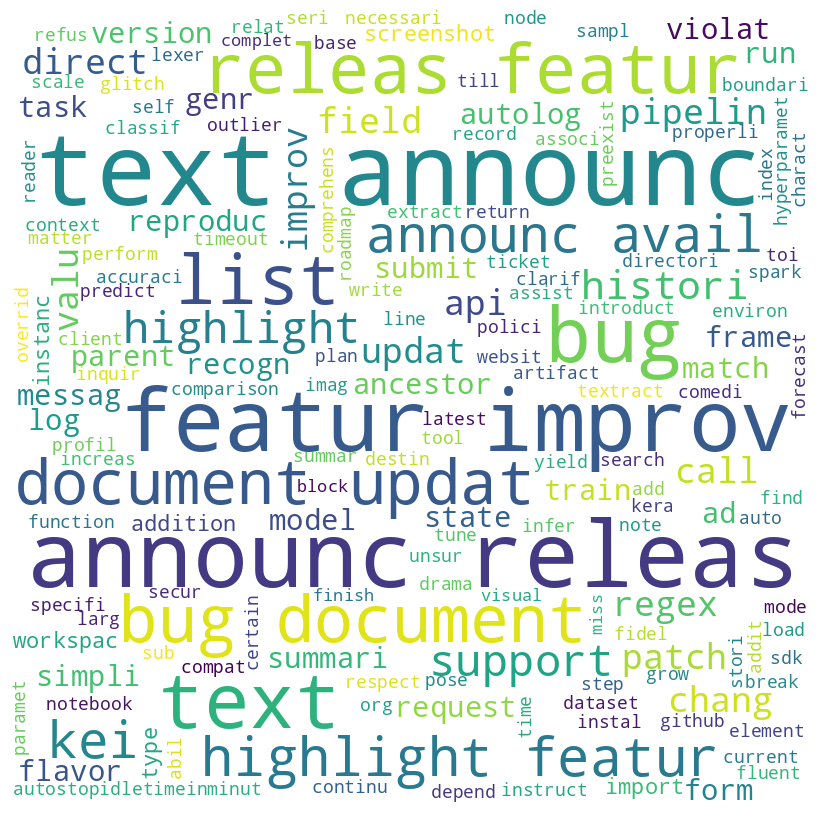 seri necessari node
refus version relat screenshot sampl violat
direct lexer complet base releas featur till run
scale glitch self genr boundari
task classif outlier field autolog pipelin
reader text improv comprehens announc record associ preexist properli index hyperparamet charact
context reproduc extract return
matter perform timeout roadmap announc avail
valu accuraci list submit ticket clarif directori toi
overrid instanc predict write api assist histori spark
client highlight line polici introduct environ
parent recogn plan updat websit bug frame
inquir comparison imag ancestor artifact match forecast
messag textract comedi
log featur improv latest
profil tool
increas summar destin yield search call
document updat block train add find
function addition model state infer kera note ad auto
tune unsur
announc releas
specifi secur finish drama visual miss regex mode
larg certain bug document fidel load
workspac sub summari support patch stori addit sdk
simpli compat respect pose grow break
paramet notebook text org request step dataset chang
kei type time instal github element
flavor abil highlight featur current
fluent
autostopidletimeinminut continu depend instruct import form